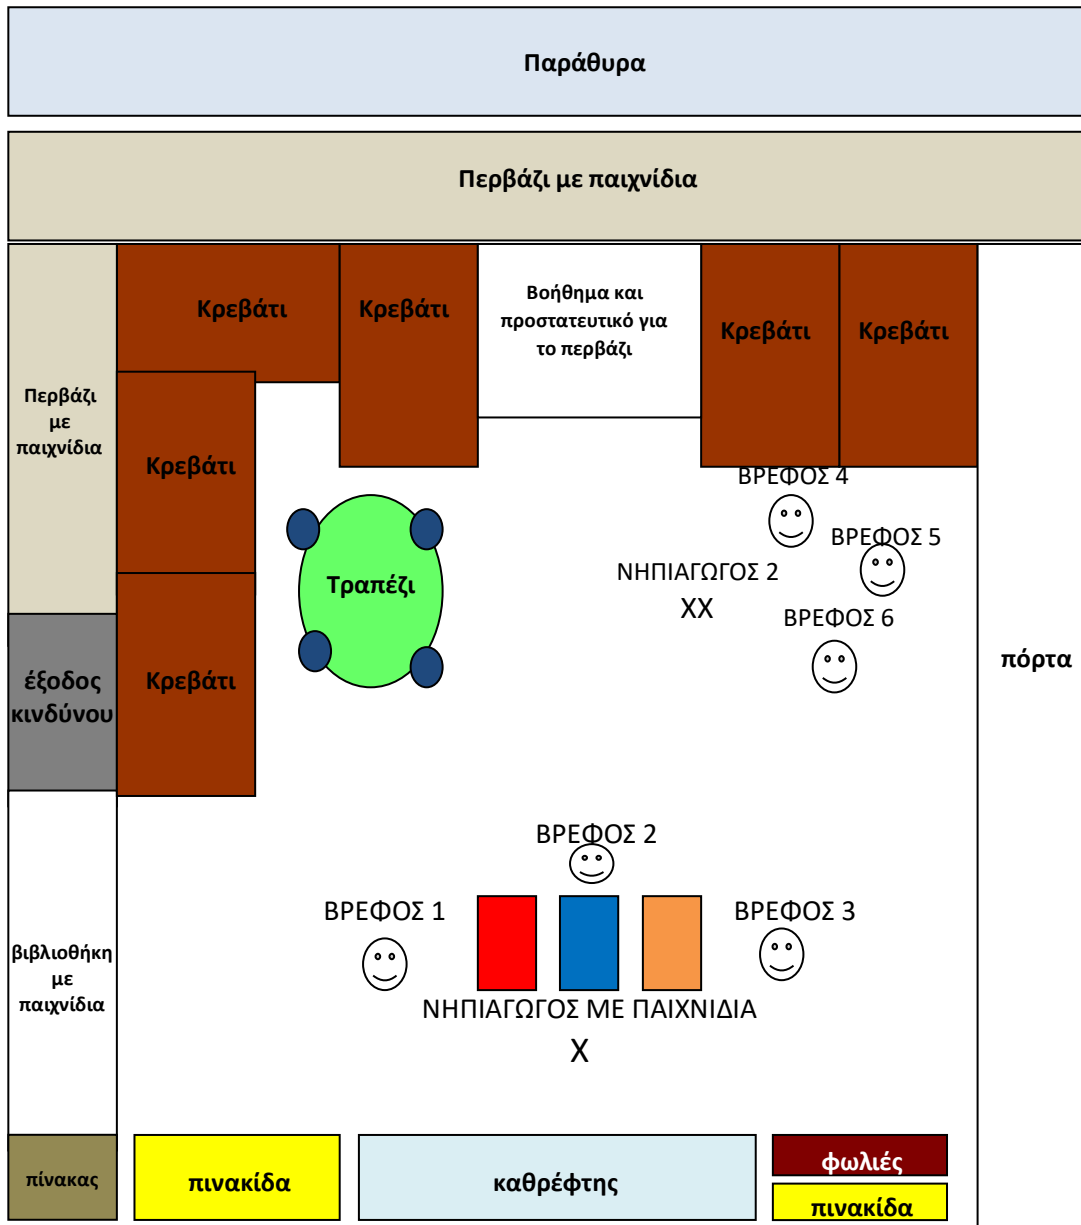 Παράθυρα
Περβάζι με παιχνίδια
Κρεβάτι
Κρεβάτι
Βοήθημα και
προστατευτικό για
το περβάζι
Κρεβάτι
Κρεβάτι
Περβάζι
με
παιχνίδια
Κρεβάτι
ΒΡΕΦΟΣ 4
ΒΡΕΦΟΣ 5
Τραπέζι
ΝΗΠΙΑΓΩΓΟΣ 2
ΧΧ
ΒΡΕΦΟΣ 6
έξοδος
κινδύνου
Κρεβάτι
πόρτα
ΒΡΕΦΟΣ 2
ΒΡΕΦΟΣ 1
ΒΡΕΦΟΣ 3
βιβλιοθήκη
με
παιχνίδια
ΝΗΠΙΑΓΩΓΟΣ ΜΕ ΠΑΙΧΝΙΔΙΑ
Χ
πίνακας
πινακίδα
καθρέφτης
φωλιές
πινακίδα